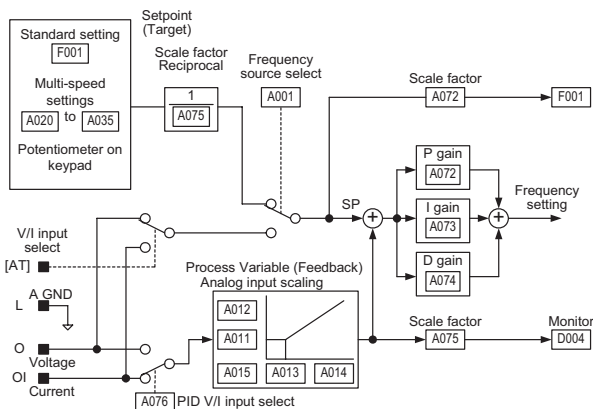 Setpoint
(Target)
Standard setting
F001
Multi-speed
settings
A020 to A035
Potentiometer on
keypad
Scale factor
Reciprocal
1
A075
Frequency
source select
A001
Scale factor
A072
F001
P gain
A072
I gain
A073
D gain
A074
SP
+
+
Frequency
setting
V/I input
select
[AT]
A GND
L
O
Voltage
OI
Current
A076 PID V/I input select
Process Variable (Feedback)
Analog input scaling
A012
A011
A015 A013 A014
Scale factor
A075
Monitor
D004